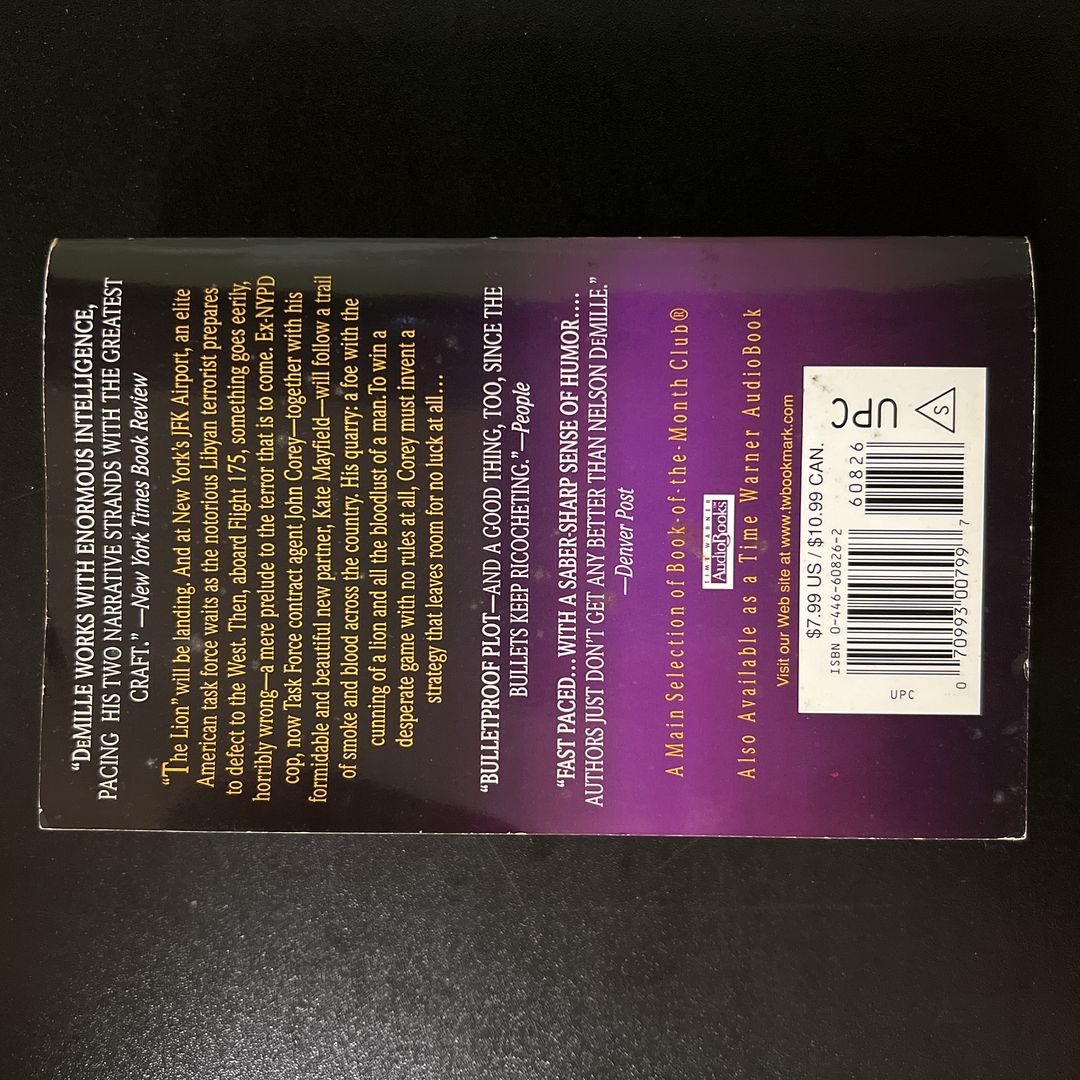 “DEMILLE WORKS WITH ENORMOUS INTELLIGENCE,
PACING HIS TWO NARRATIVE STRANDS WITH THE GREATEST
CRAFT.” —New York Times Book Review
“The Lion” will be landing. And at New York's JFK Airport, an elite
American task force waits as the notorious Libyan terrorist prepares
to defect to the West. Then, aboard Flight 175, something goes eerily,
horribly wrong—a mere prelude to the terror that is to come. Ex-NYPD
cop, now Task Force contract agent John Corey—together with his
formidable and beautiful new partner, Kate Mayfield—will follow a trail
of smoke and blood across the country. His quarry: a foe with the
cunning of a lion and all the bloodlust of a man. To win a
desperate game with no rules at all, Corey must invent a
strategy that leaves room for no luck at all....
“BULLETPROOF PLOT—AND A GOOD THING, TOO, SINCE THE
BULLETS KEEP RICOCHETING.” —People
“FAST PACED... WITH A SABER-SHARP SENSE OF HUMOR....
AUTHORS JUST DON'T GET ANY BETTER THAN NELSON DEMILLE.”
—Denver Post
A Main Selection of Book-of-the-Month Club®
TIME WARNER
AudioBooks
Also Available as a Time Warner AudioBook
Visit our Web site at www.twbookmark.com
$7.99 US / $10.99 CAN.
ISBN 0-446-60826-2
60826
0 70993 00799 7
UPC
UPC
S